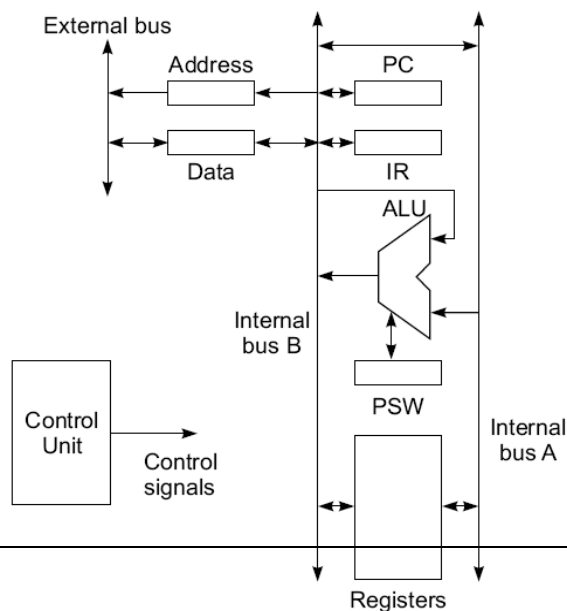 External bus
Address
PC
Data
IR
ALU
Internal
bus B
PSW
Control
Unit
Control
signals
Internal
bus A
Registers